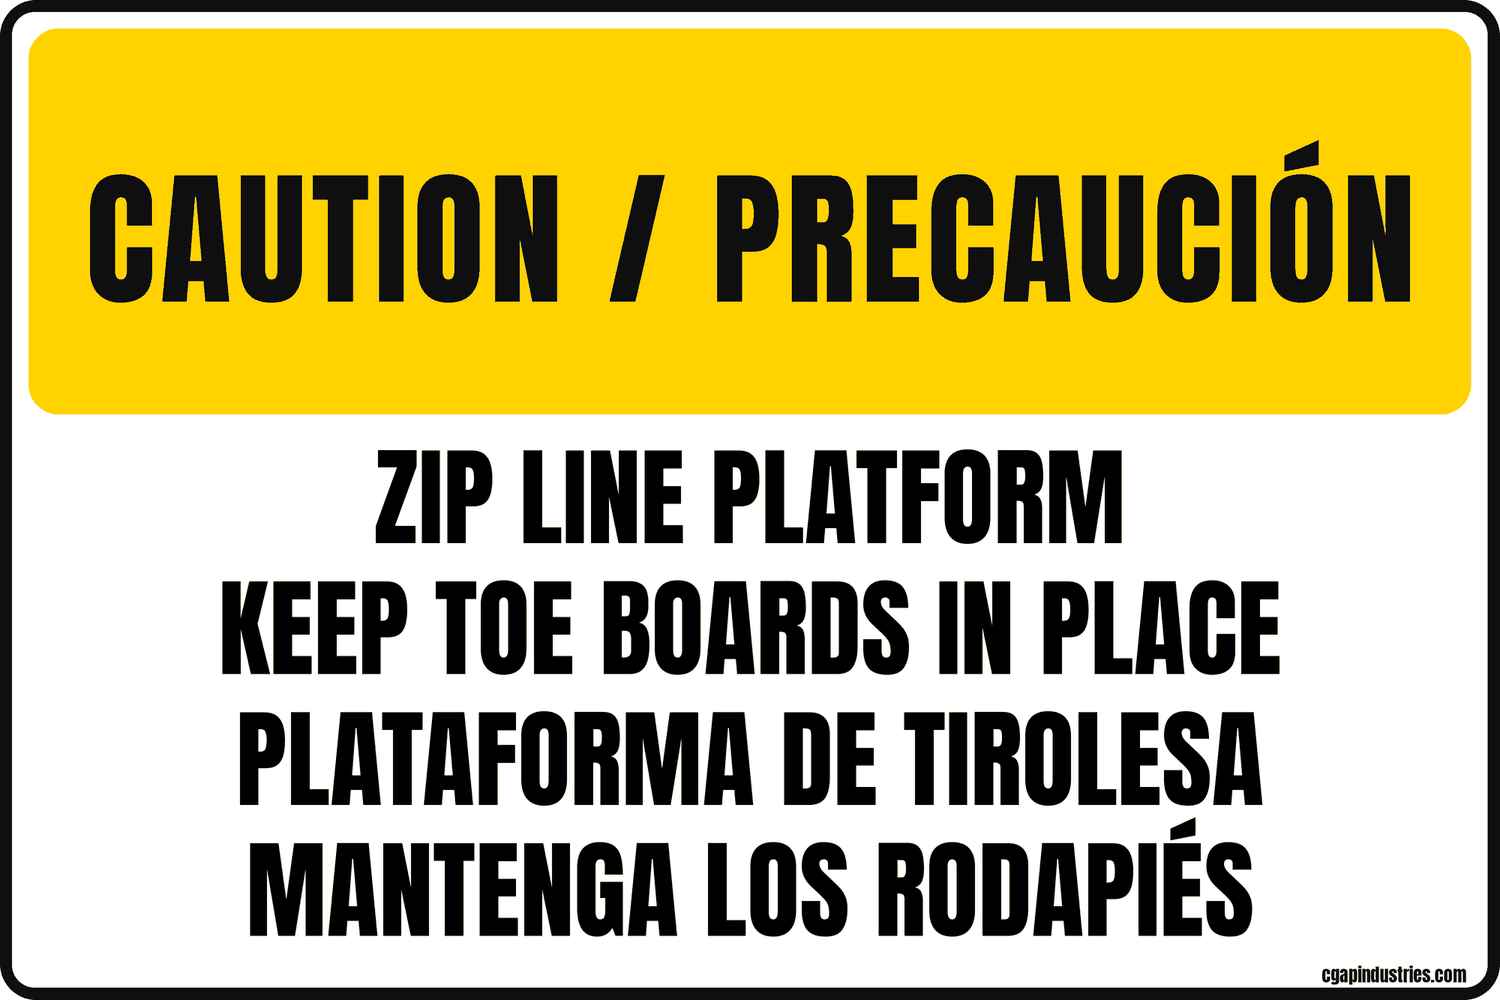 CAUTION / PRECAUCIÓN
ZIP LINE PLATFORM
KEEP TOE BOARDS IN PLACE
PLATAFORMA DE TIROLESA
MANTENGA LOS RODAPIÉS
cgapindustries.com